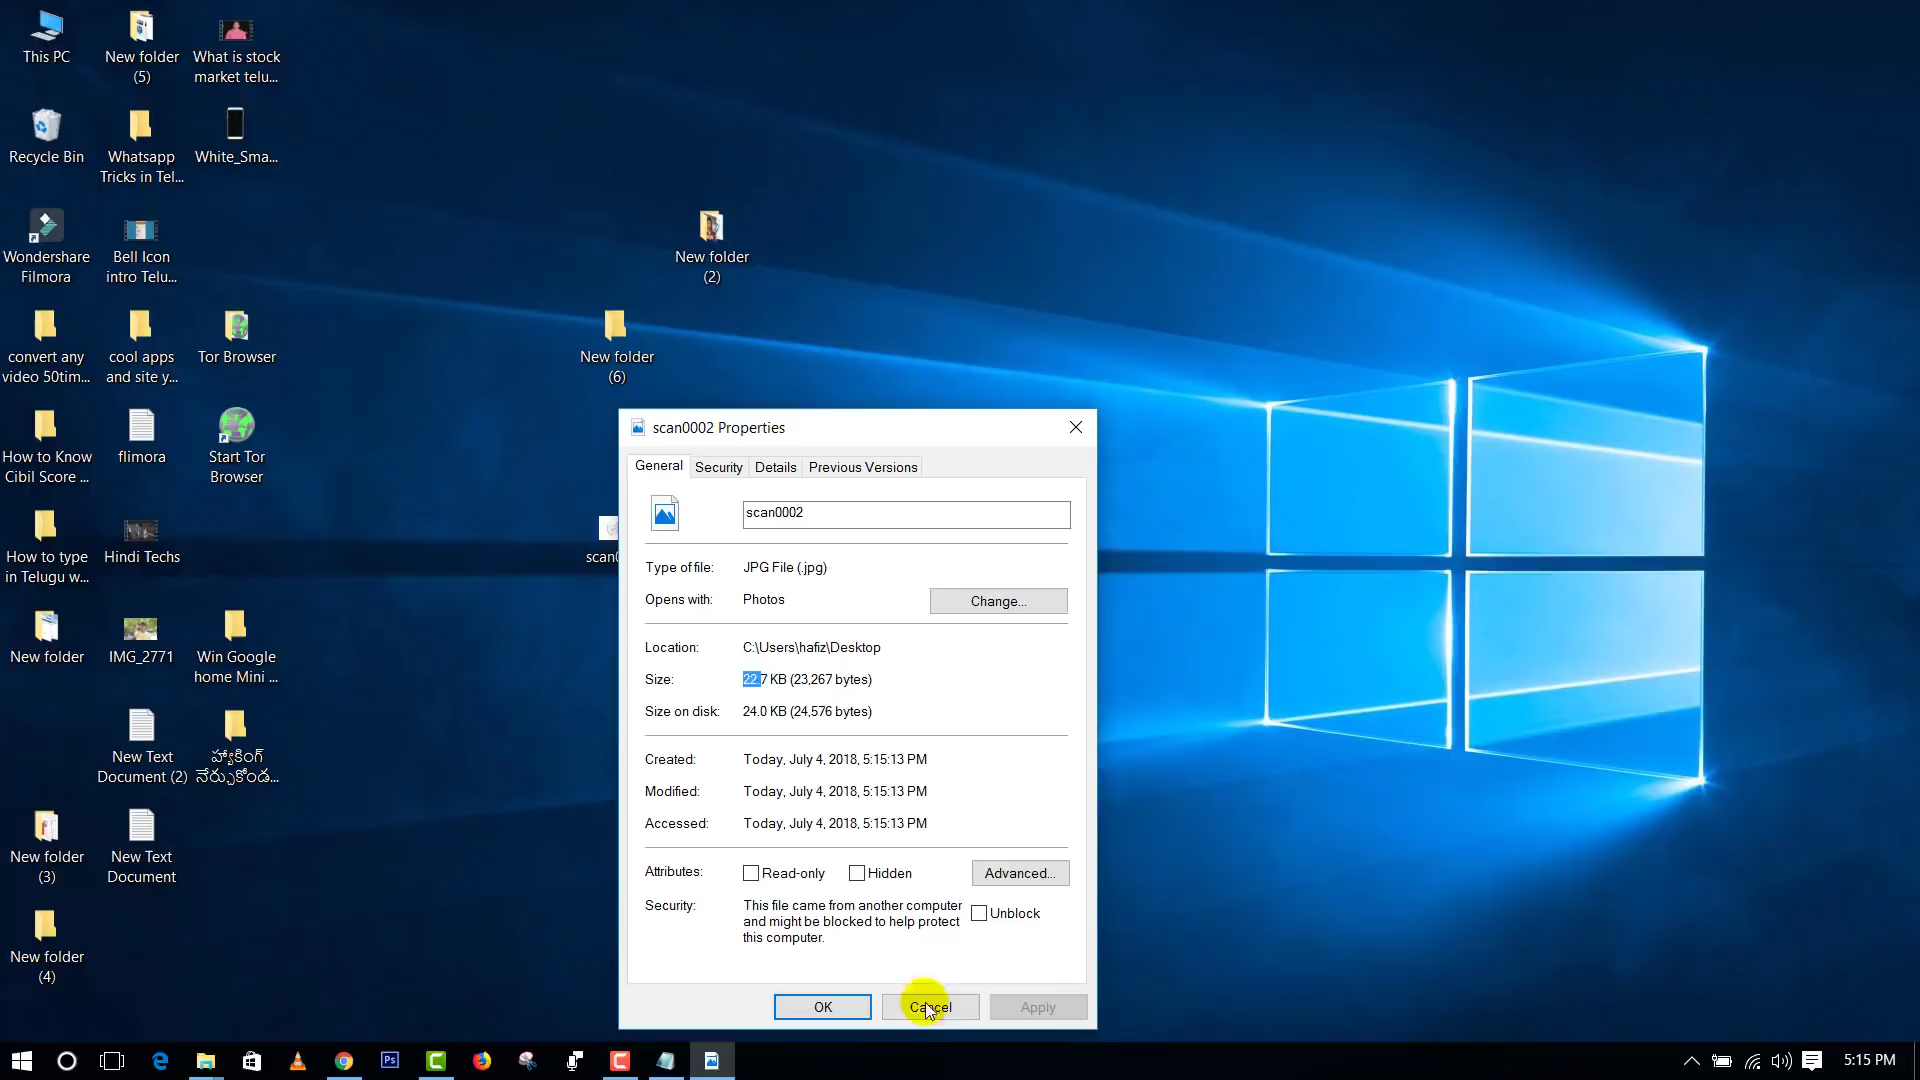 This PC
New folder
(5)
What is stock
market telu...
Recycle Bin
Whatsapp
Tricks in Tel...
White_Sma...
Wondershare
Filmora
Bell Icon
intro Telu...
convert any
video 50tim...
cool apps
and site y...
Tor Browser
How to Know
Cibil Score ...
flimora
Start Tor
Browser
How to type
in Telugu w...
Hindi Techs
New folder
IMG_2771
Win Google
home Mini ...
New Text
Document (2)
హ్యాకింగ్
నేర్చుకోండ...
New folder
(3)
New Text
Document
New folder
(4)
New folder
(2)
New folder
(6)
scan0002 Properties
General
Security
Details
Previous Versions
scan0002
Type of file:
JPG File (.jpg)
Opens with:
Photos
Change...
Location:
C:\Users\hafiz\Desktop
Size:
22.7 KB (23,267 bytes)
Size on disk:
24.0 KB (24,576 bytes)
Created:
Today, July 4, 2018, 5:15:13 PM
Modified:
Today, July 4, 2018, 5:15:13 PM
Accessed:
Today, July 4, 2018, 5:15:13 PM
Attributes:
Read-only
Hidden
Advanced...
Security:
This file came from another computer
and might be blocked to help protect
this computer.
Unblock
OK
Cancel
Apply
Ps
5:15 PM